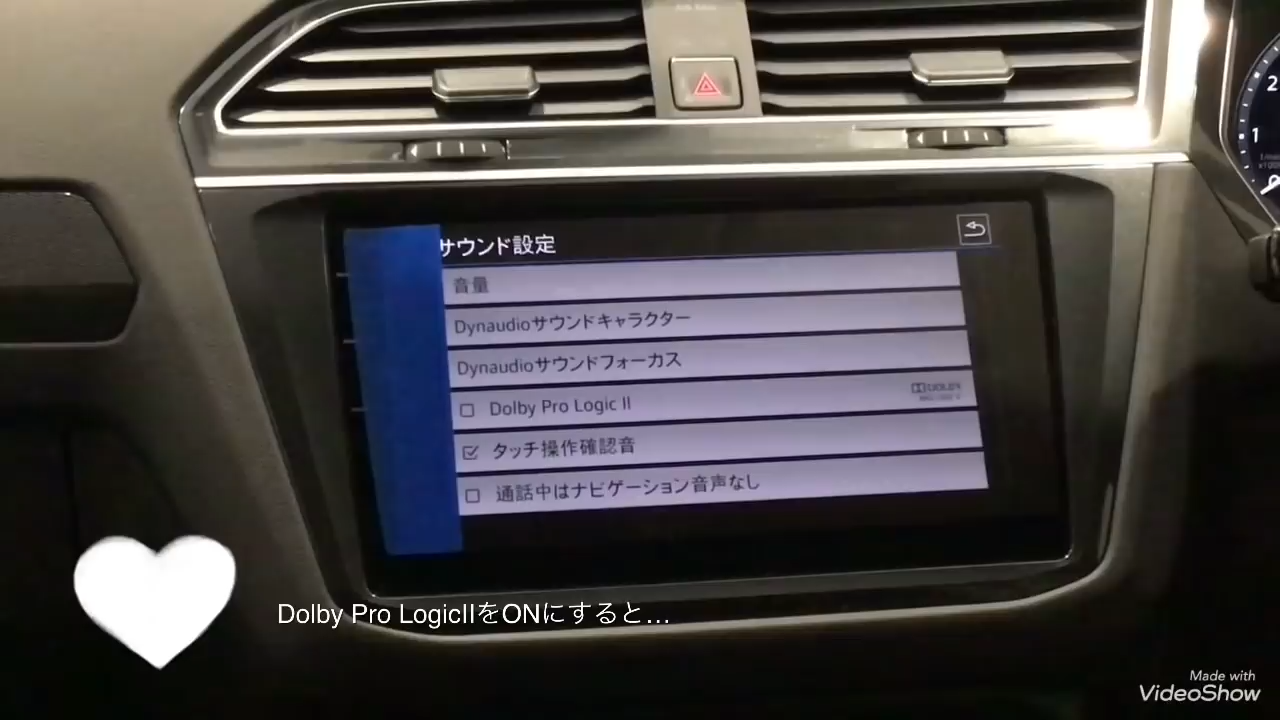 サウンド設定
音量
Dynaudioサウンドキャラクター
Dynaudioサウンドフォーカス
Dolby Pro Logic II
DOLBY
タッチ操作確認音
通話中はナビゲーション音声なし
Dolby Pro LogicIIをONにすると...
Made with
VideoShow
2
1
0